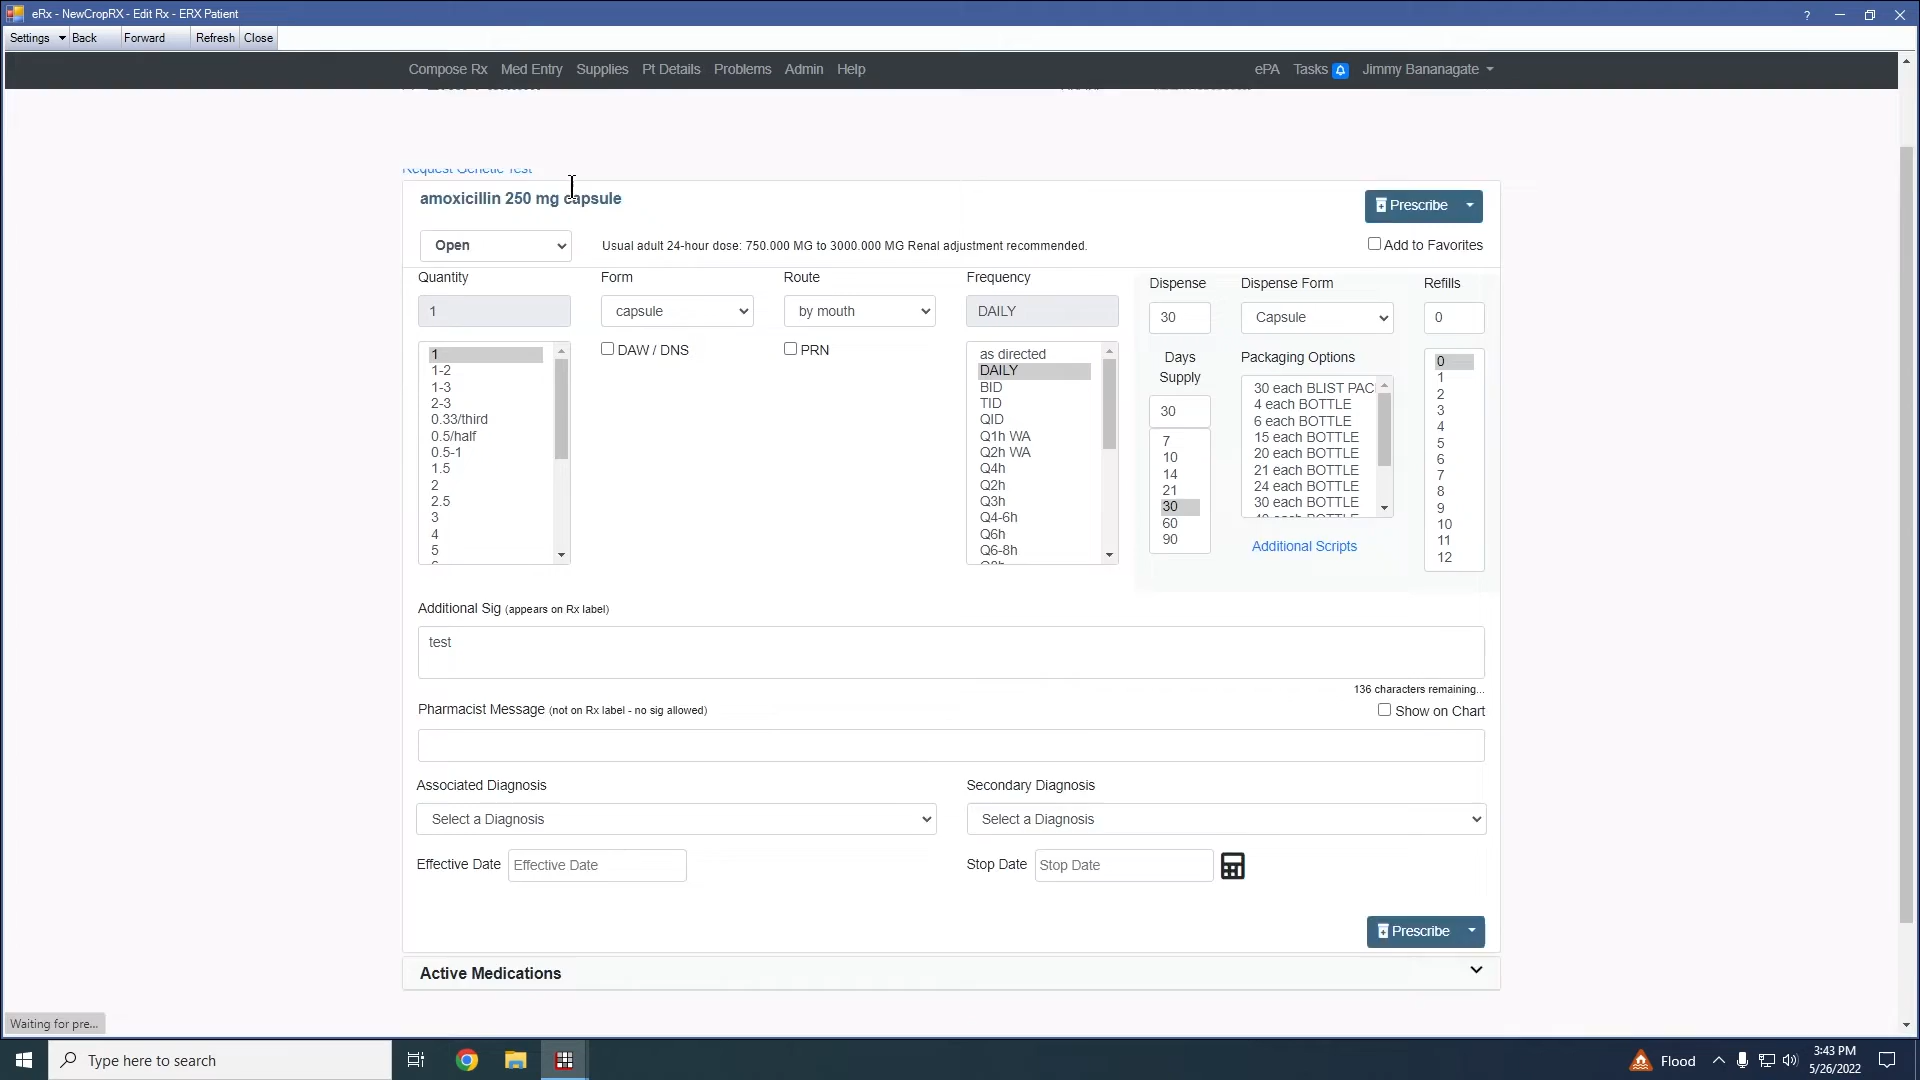 eRx - NewCropRX - Edit Rx - ERX Patient
?
Settings Back Forward Refresh Close
Compose Rx Med Entry Supplies Pt Details Problems Admin Help ePA Tasks Jimmy Bananagate
Request Genetic Test
amoxicillin 250 mg capsule
Prescribe
Open
Usual adult 24-hour dose: 750.000 MG to 3000.000 MG Renal adjustment recommended.
Add to Favorites
Quantity
1
1
1-2
1-3
2-3
0.33/third
0.5/half
0.5-1
1.5
2
2.5
3
4
5
Form
capsule
DAW / DNS
Route
by mouth
PRN
Frequency
DAILY
as directed
DAILY
BID
TID
QID
Q1h WA
Q2h WA
Q4h
Q2h
Q3h
Q4-6h
Q6h
Q6-8h
Dispense
30
Days
Supply
30
7
10
14
21
30
60
90
Dispense Form
Capsule
Packaging Options
30 each BLIST PAC
4 each BOTTLE
6 each BOTTLE
15 each BOTTLE
20 each BOTTLE
21 each BOTTLE
24 each BOTTLE
30 each BOTTLE
Additional Scripts
Refills
0
0
1
2
3
4
5
6
7
8
9
10
11
12
Additional Sig (appears on Rx label)
test
136 characters remaining...
Pharmacist Message (not on Rx label - no sig allowed)
Show on Chart
Associated Diagnosis
Select a Diagnosis
Secondary Diagnosis
Select a Diagnosis
Effective Date Effective Date
Stop Date Stop Date
Prescribe
Active Medications
Waiting for pre...
Type here to search
Flood
3:43 PM
5/26/2022